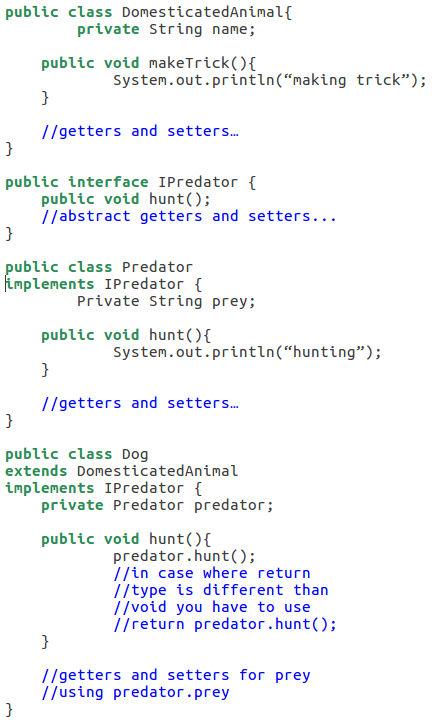 public class DomesticatedAnimal{
private String name;
public void makeTrick(){
System.out.println(“making trick”);
}
//getters and setters…
}
public interface IPredator {
public void hunt();
//abstract getters and setters...
}
public class Predator
implements IPredator {
Private String prey;
public void hunt(){
System.out.println(“hunting”);
}
//getters and setters…
}
public class Dog
extends DomesticatedAnimal
implements IPredator {
private Predator predator;
public void hunt(){
predator.hunt();
//in case where return
//type is different than
//void you have to use
//return predator.hunt();
}
//getters and setters for prey
//using predator.prey
}